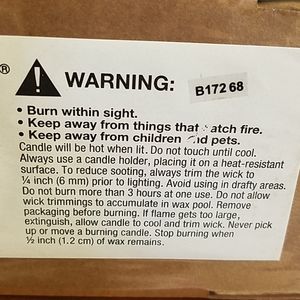 ® WARNING: B172 68
• Burn within sight.
• Keep away from things that catch fire.
• Keep away from children and pets.
Candle will be hot when lit. Do not touch until cool.
Always use a candle holder, placing it on a heat-resistant
surface. To reduce sooting, always trim the wick to
¼ inch (6 mm) prior to lighting. Avoid using in drafty areas.
Do not burn more than 3 hours at one use. Do not allow
wick trimmings to accumulate in wax pool. Remove
packaging before burning. If flame gets too large,
extinguish, allow candle to cool and trim wick. Never pick
up or move a burning candle. Stop burning when
½ inch (1.2 cm) of wax remains.